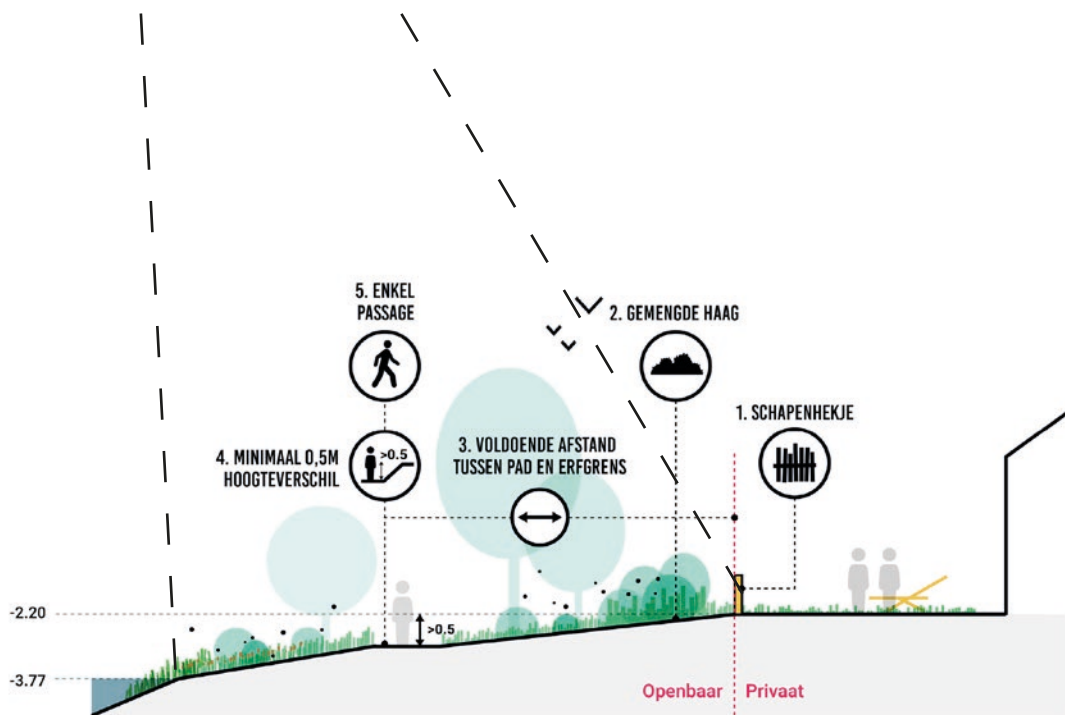 5. ENKEL
PASSAGE
2. GEMENGDE HAAG
1. SCHAPENHEKJE
4. MINIMAAL 0,5M
HOOGTEVERSCHIL
>0.5
3. VOLDOENDE AFSTAND
TUSSEN PAD EN ERFGRENS
-2.20
>0.5
-3.77
Openbaar
Privaat